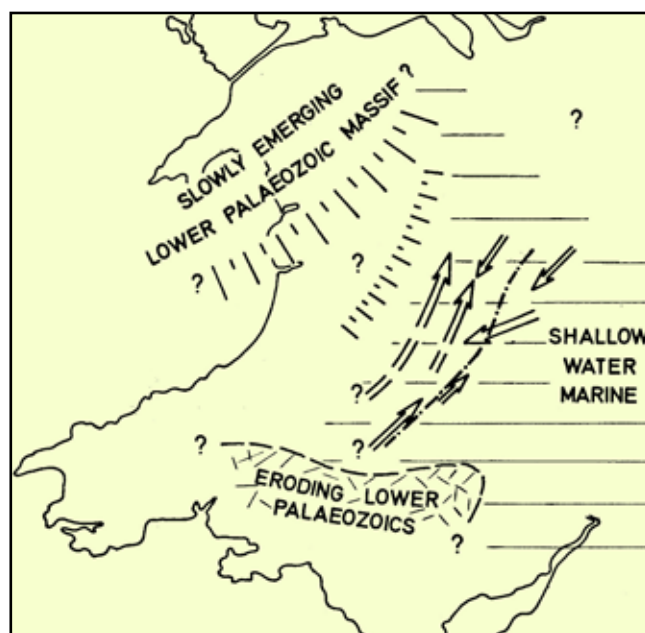 SLOWLY EMERGING
LOWER PALAEOZOIC MASSIF ?
?
?
?
SHALLOW
WATER
MARINE
?
?
?
ERODING LOWER
PALAEOZOICS
?